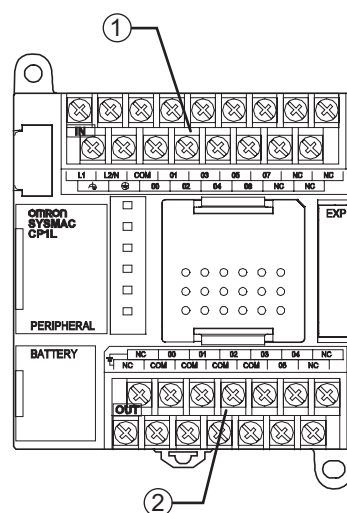 1
IN
L1 L2/N COM 01 03 05 07 NC NC
00 02 04 06 NC NC
OMRON
SYSMAC
CP1L
EXP
PERIPHERAL
BATTERY
NC 00 01 02 03 04 NC
NC COM COM COM COM 05 NC
OUT
2